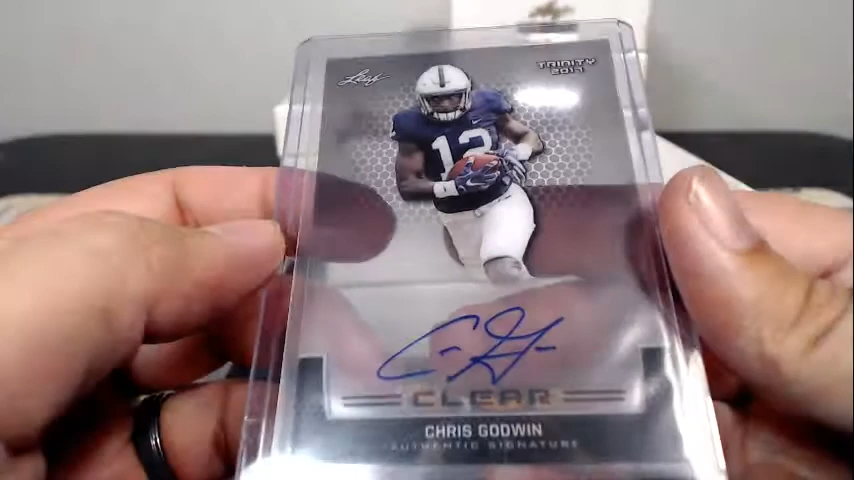 Leaf
TRINITY
2017
12
CLEAR
CHRIS GODWIN
AUTHENTIC SIGNATURE